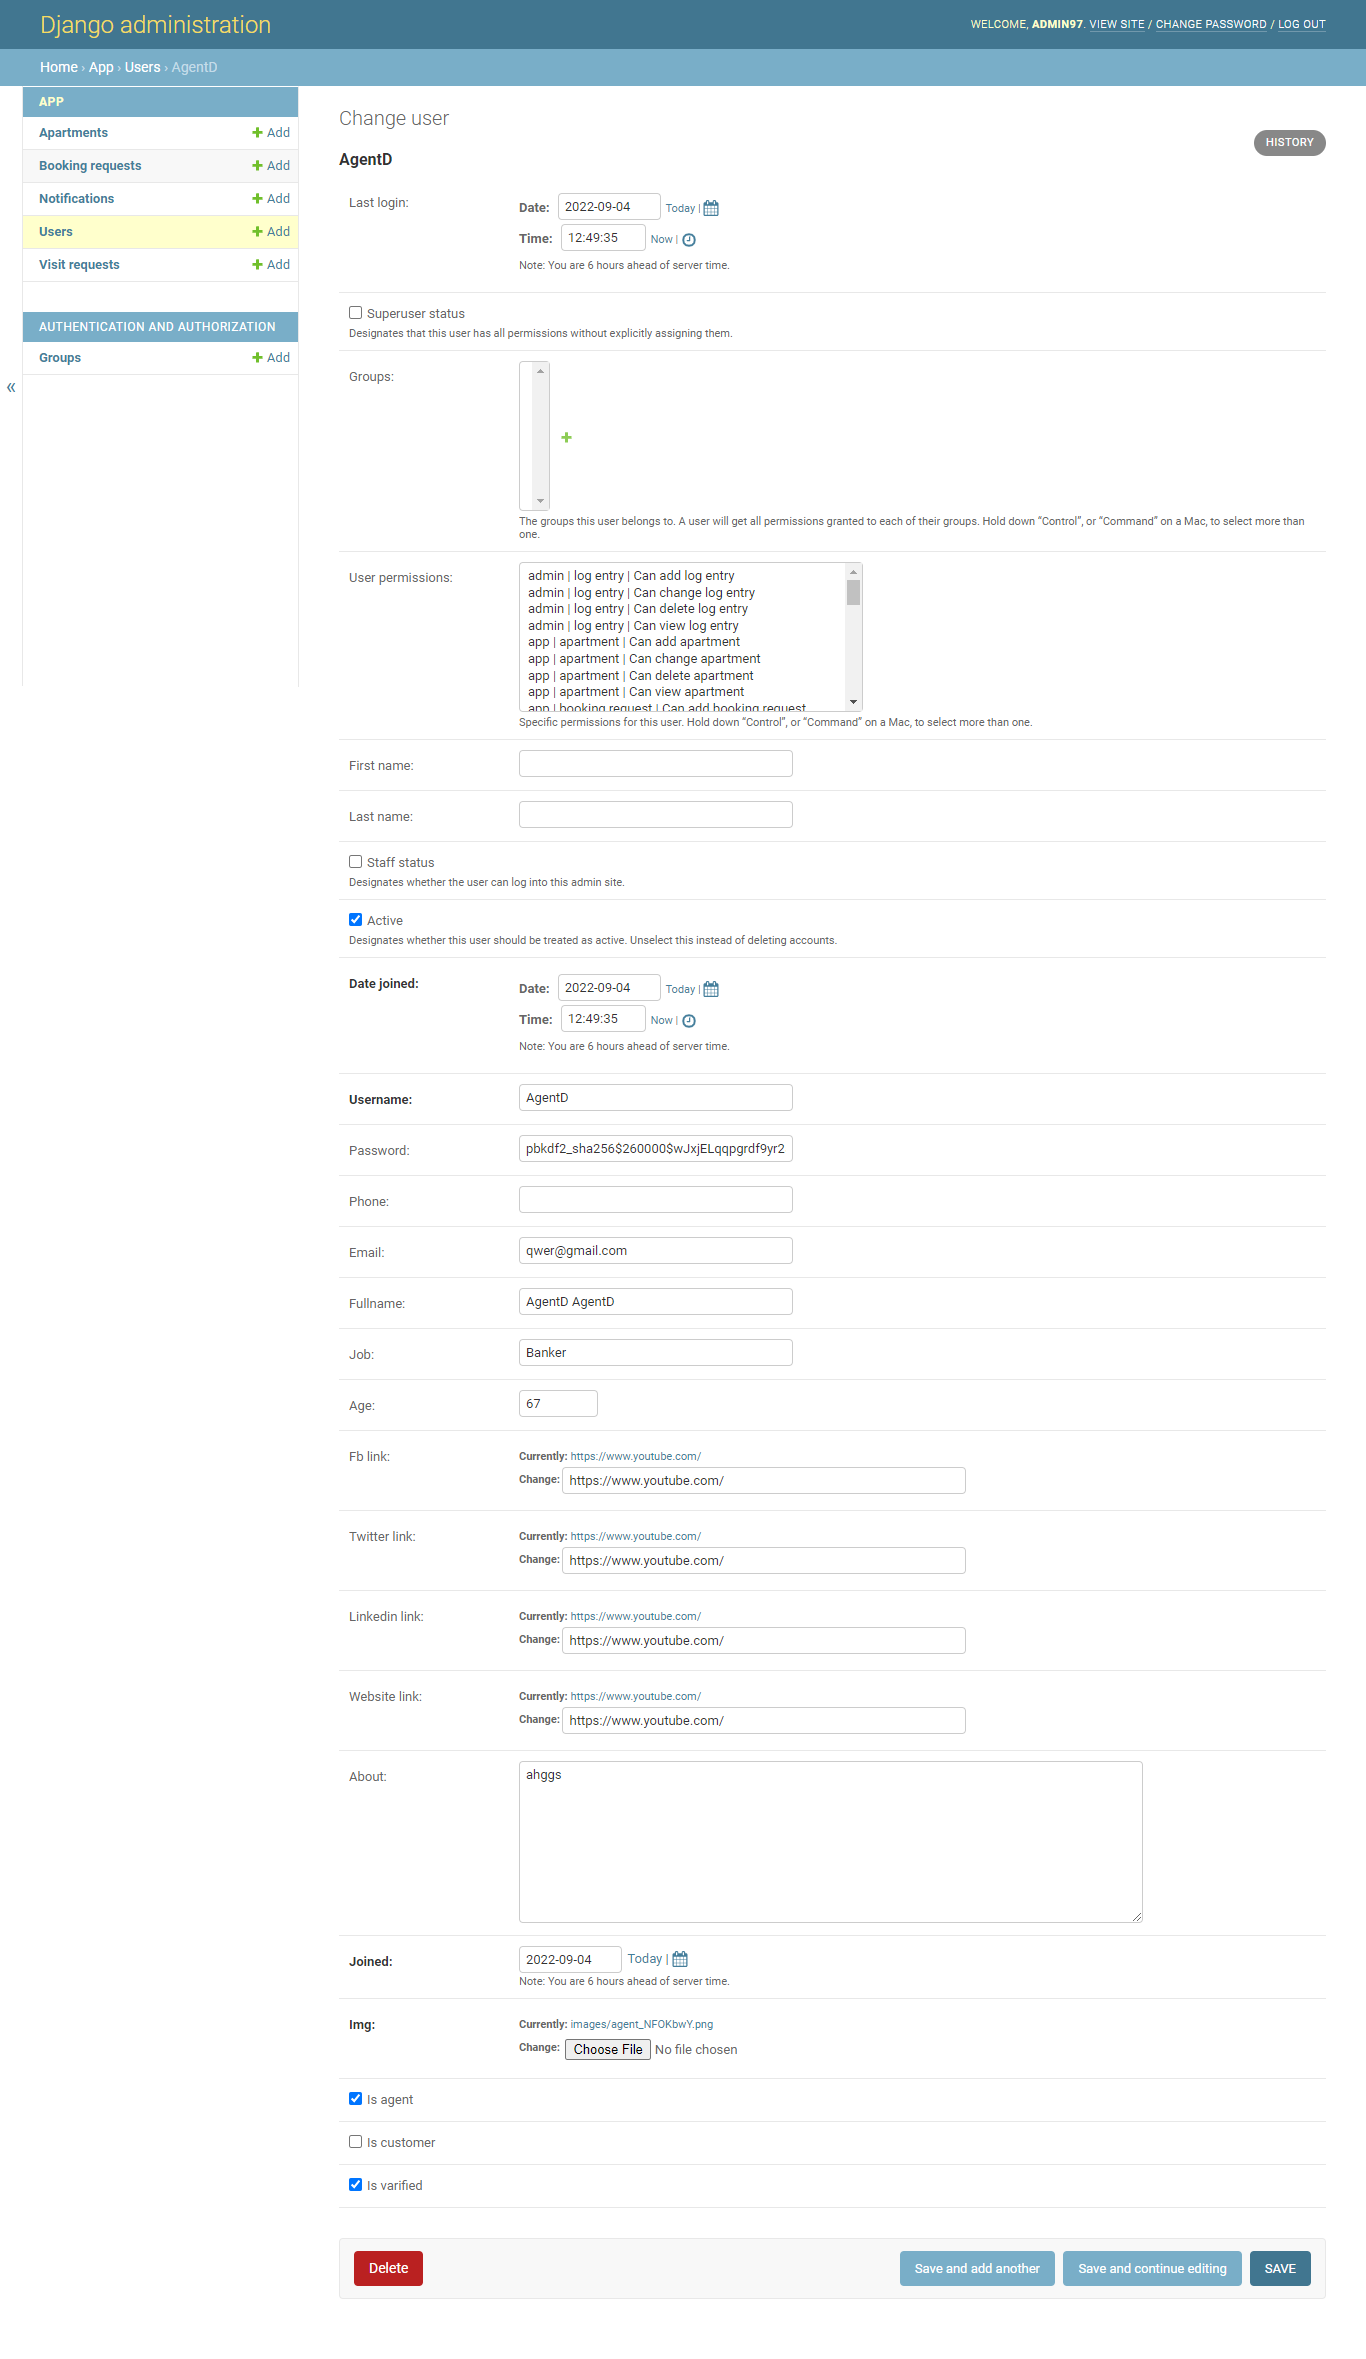 Django administration
WELCOME, ADMIN97. VIEW SITE / CHANGE PASSWORD / LOG OUT
Home › App › Users › AgentD
APP
Apartments Add
Booking requests Add
Notifications Add
Users Add
Visit requests Add
AUTHENTICATION AND AUTHORIZATION
Groups Add
«
Change user
HISTORY
AgentD
Last login:
Date: 2022-09-04 Today |
Time: 12:49:35 Now |
Note: You are 6 hours ahead of server time.
Superuser status
Designates that this user has all permissions without explicitly assigning them.
Groups:
The groups this user belongs to. A user will get all permissions granted to each of their groups. Hold down “Control”, or “Command” on a Mac, to select more than
one.
User permissions:
admin | log entry | Can add log entry
admin | log entry | Can change log entry
admin | log entry | Can delete log entry
admin | log entry | Can view log entry
app | apartment | Can add apartment
app | apartment | Can change apartment
app | apartment | Can delete apartment
app | apartment | Can view apartment
app | booking request | Can add booking request
Specific permissions for this user. Hold down “Control”, or “Command” on a Mac, to select more than one.
First name:
Last name:
Staff status
Designates whether the user can log into this admin site.
Active
Designates whether this user should be treated as active. Unselect this instead of deleting accounts.
Date joined:
Date: 2022-09-04 Today |
Time: 12:49:35 Now |
Note: You are 6 hours ahead of server time.
Username: AgentD
Password: pbkdf2_sha256$260000$wJxjELqqpgrdf9yr2
Phone:
Email: qwer@gmail.com
Fullname: AgentD AgentD
Job: Banker
Age: 67
Fb link:
Currently: https://www.youtube.com/
Change: https://www.youtube.com/
Twitter link:
Currently: https://www.youtube.com/
Change: https://www.youtube.com/
Linkedin link:
Currently: https://www.youtube.com/
Change: https://www.youtube.com/
Website link:
Currently: https://www.youtube.com/
Change: https://www.youtube.com/
About: ahggs
Joined: 2022-09-04 Today |
Note: You are 6 hours ahead of server time.
Img:
Currently: images/agent_NFOKbwY.png
Change: Choose File No file chosen
Is agent
Is customer
Is varified
Delete Save and add another Save and continue editing SAVE